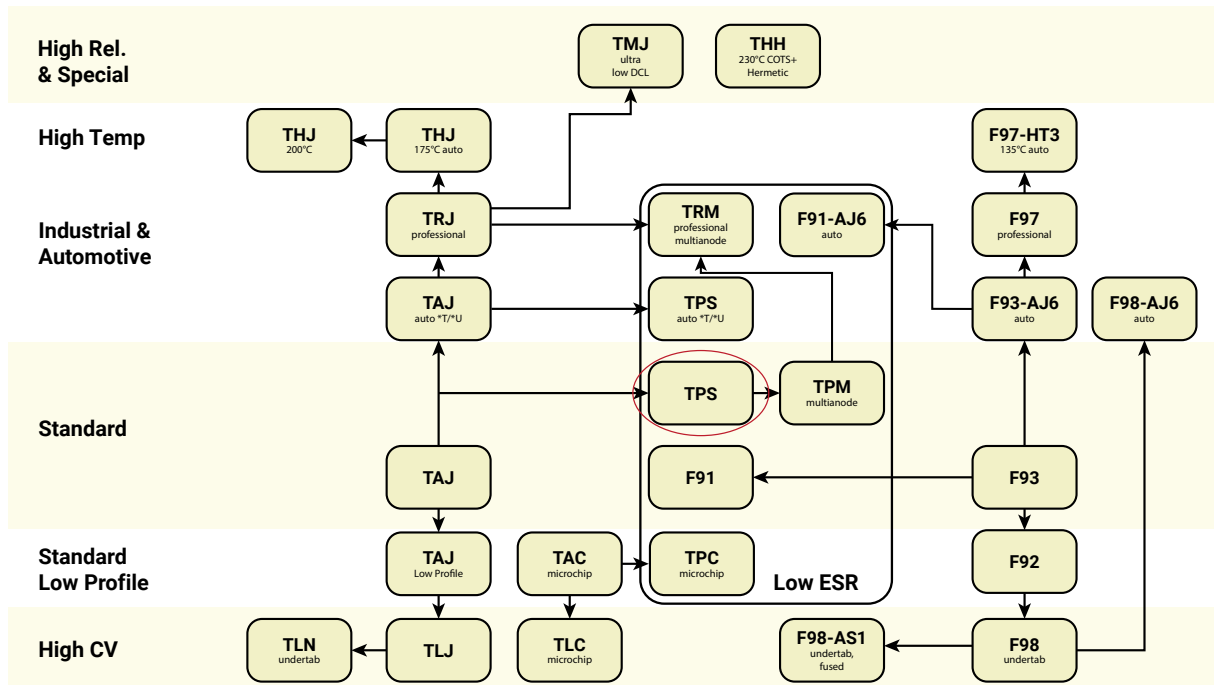 High Rel.
& Special
TMJ
ultra
low DCL
THH
230°C COTS+
Hermetic
High Temp
THJ
200°C
THJ
175°C auto
F97-HT3
135°C auto
Industrial &
Automotive
TRJ
professional
TRM
professional
multianode
F91-AJ6
auto
F97
professional
TAJ
auto *T/*U
TPS
auto *T/*U
F93-AJ6
auto
F98-AJ6
auto
Standard
TPS
TPM
multianode
TAJ
F91
F93
Standard
Low Profile
TAJ
Low Profile
TAC
microchip
TPC
microchip
Low ESR
F92
High CV
TLN
undertab
TLJ
TLC
microchip
F98-AS1
undertab,
fused
F98
undertab